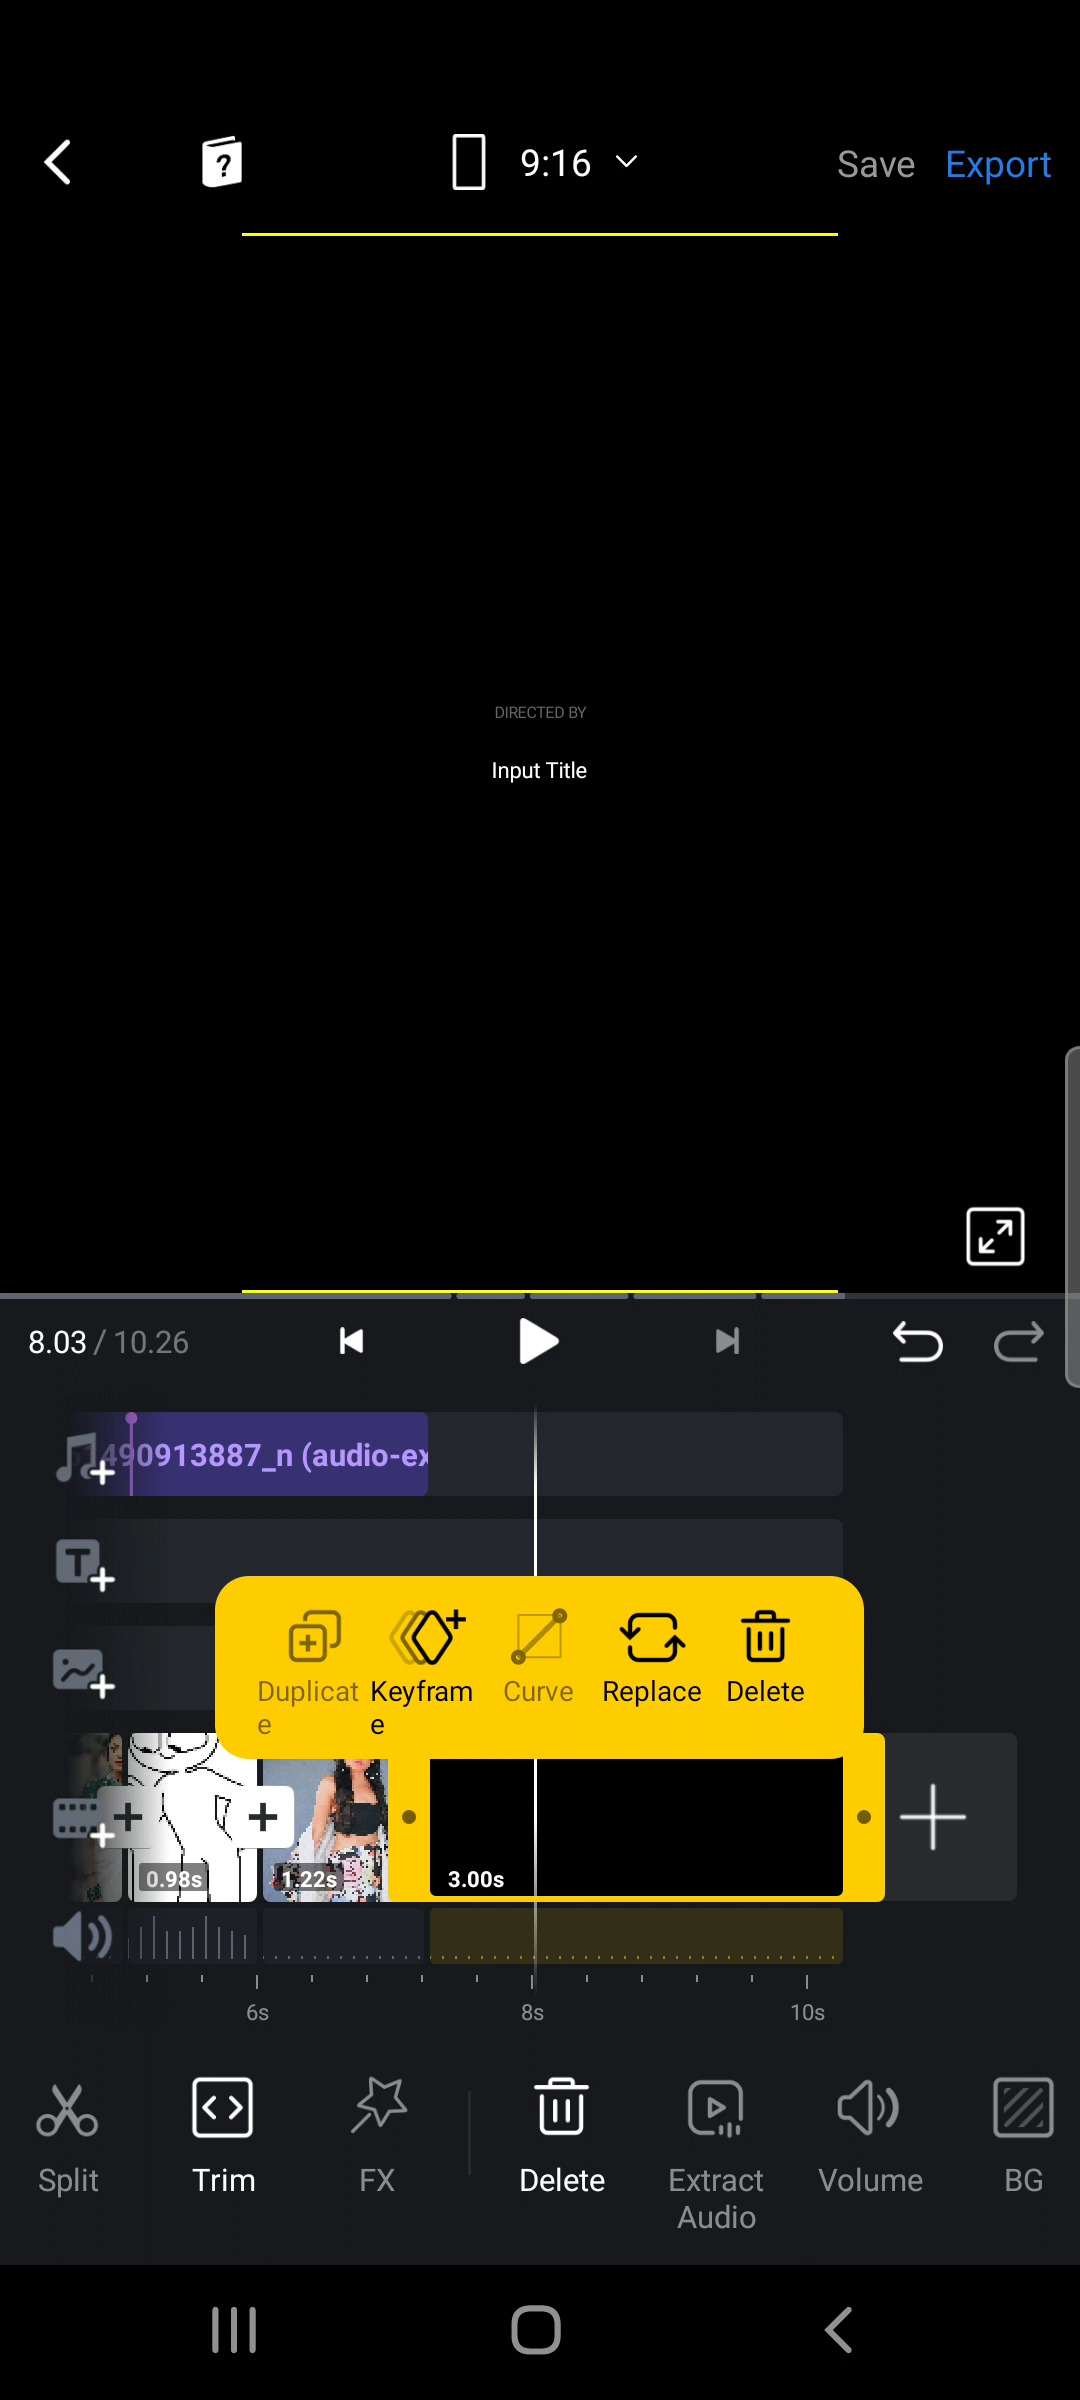 9:16
Save
Export
DIRECTED BY
Input Title
8.03 / 10.26
490913887_n (audio-ex
Duplicat
e
Keyfram
e
Curve
Replace
Delete
0.98s
1.22s
3.00s
6s
8s
10s
Split
Trim
FX
Delete
Extract
Audio
Volume
BG